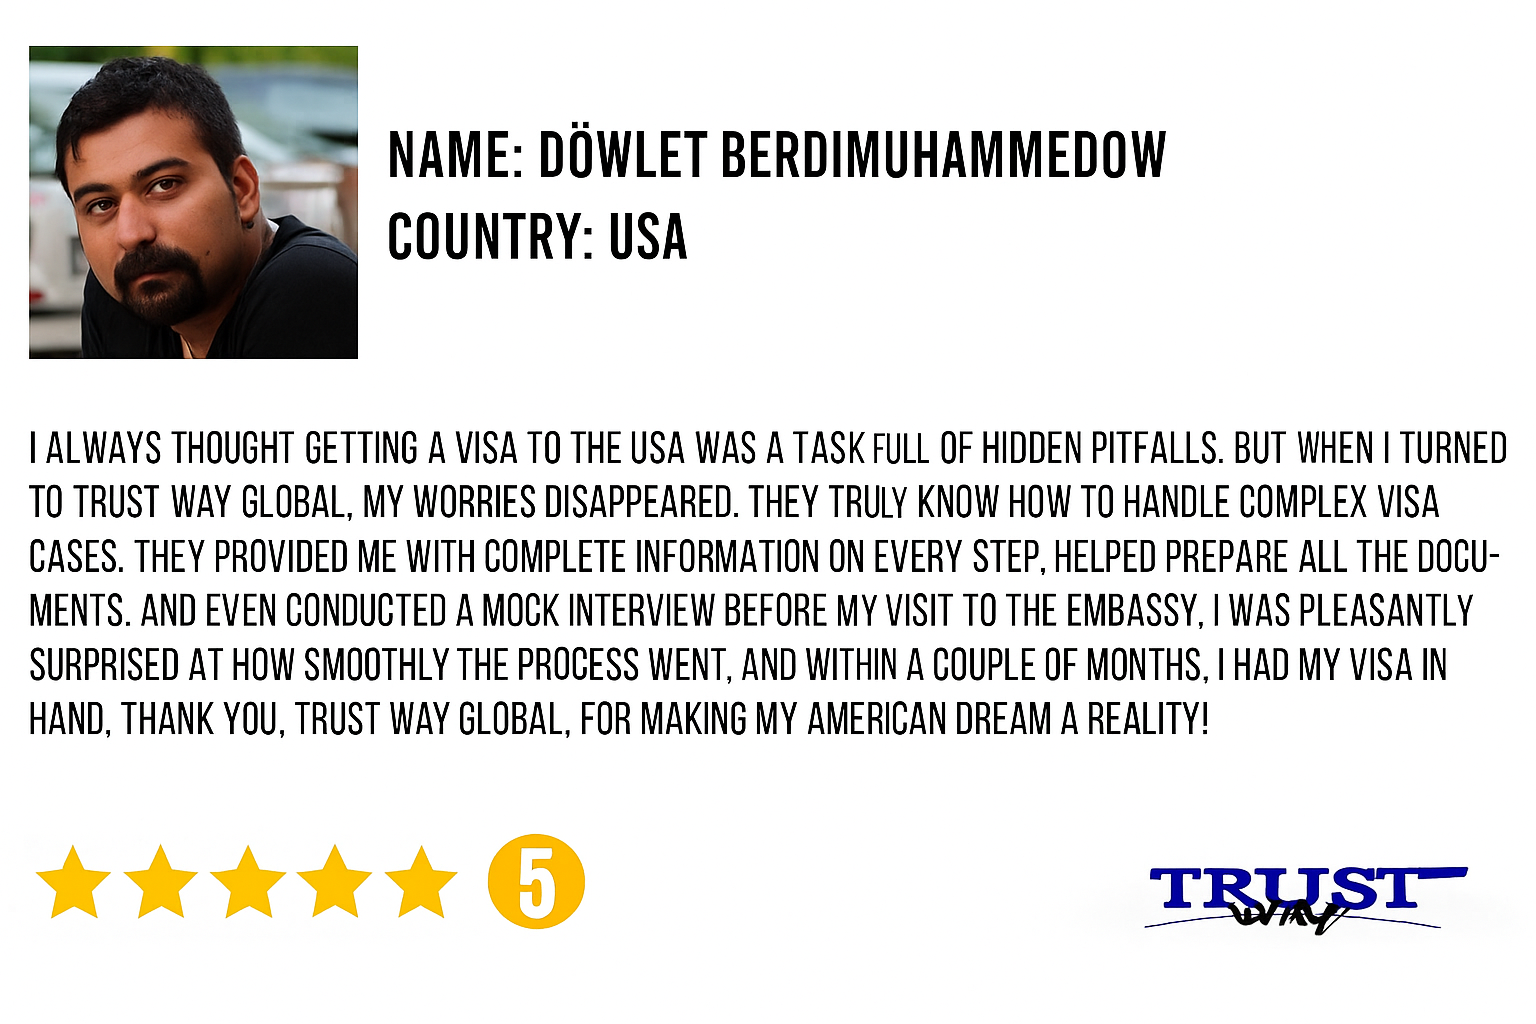 NAME: DÖWLET BERDIMUHAMMEDOW
COUNTRY: USA
I ALWAYS THOUGHT GETTING A VISA TO THE USA WAS A TASK FULL OF HIDDEN PITFALLS. BUT WHEN I TURNED
TO TRUST WAY GLOBAL, MY WORRIES DISAPPEARED. THEY TRULY KNOW HOW TO HANDLE COMPLEX VISA
CASES. THEY PROVIDED ME WITH COMPLETE INFORMATION ON EVERY STEP, HELPED PREPARE ALL THE DOCU-
MENTS. AND EVEN CONDUCTED A MOCK INTERVIEW BEFORE MY VISIT TO THE EMBASSY, I WAS PLEASANTLY
SURPRISED AT HOW SMOOTHLY THE PROCESS WENT, AND WITHIN A COUPLE OF MONTHS, I HAD MY VISA IN
HAND, THANK YOU, TRUST WAY GLOBAL, FOR MAKING MY AMERICAN DREAM A REALITY!
5
TRUST
WAY